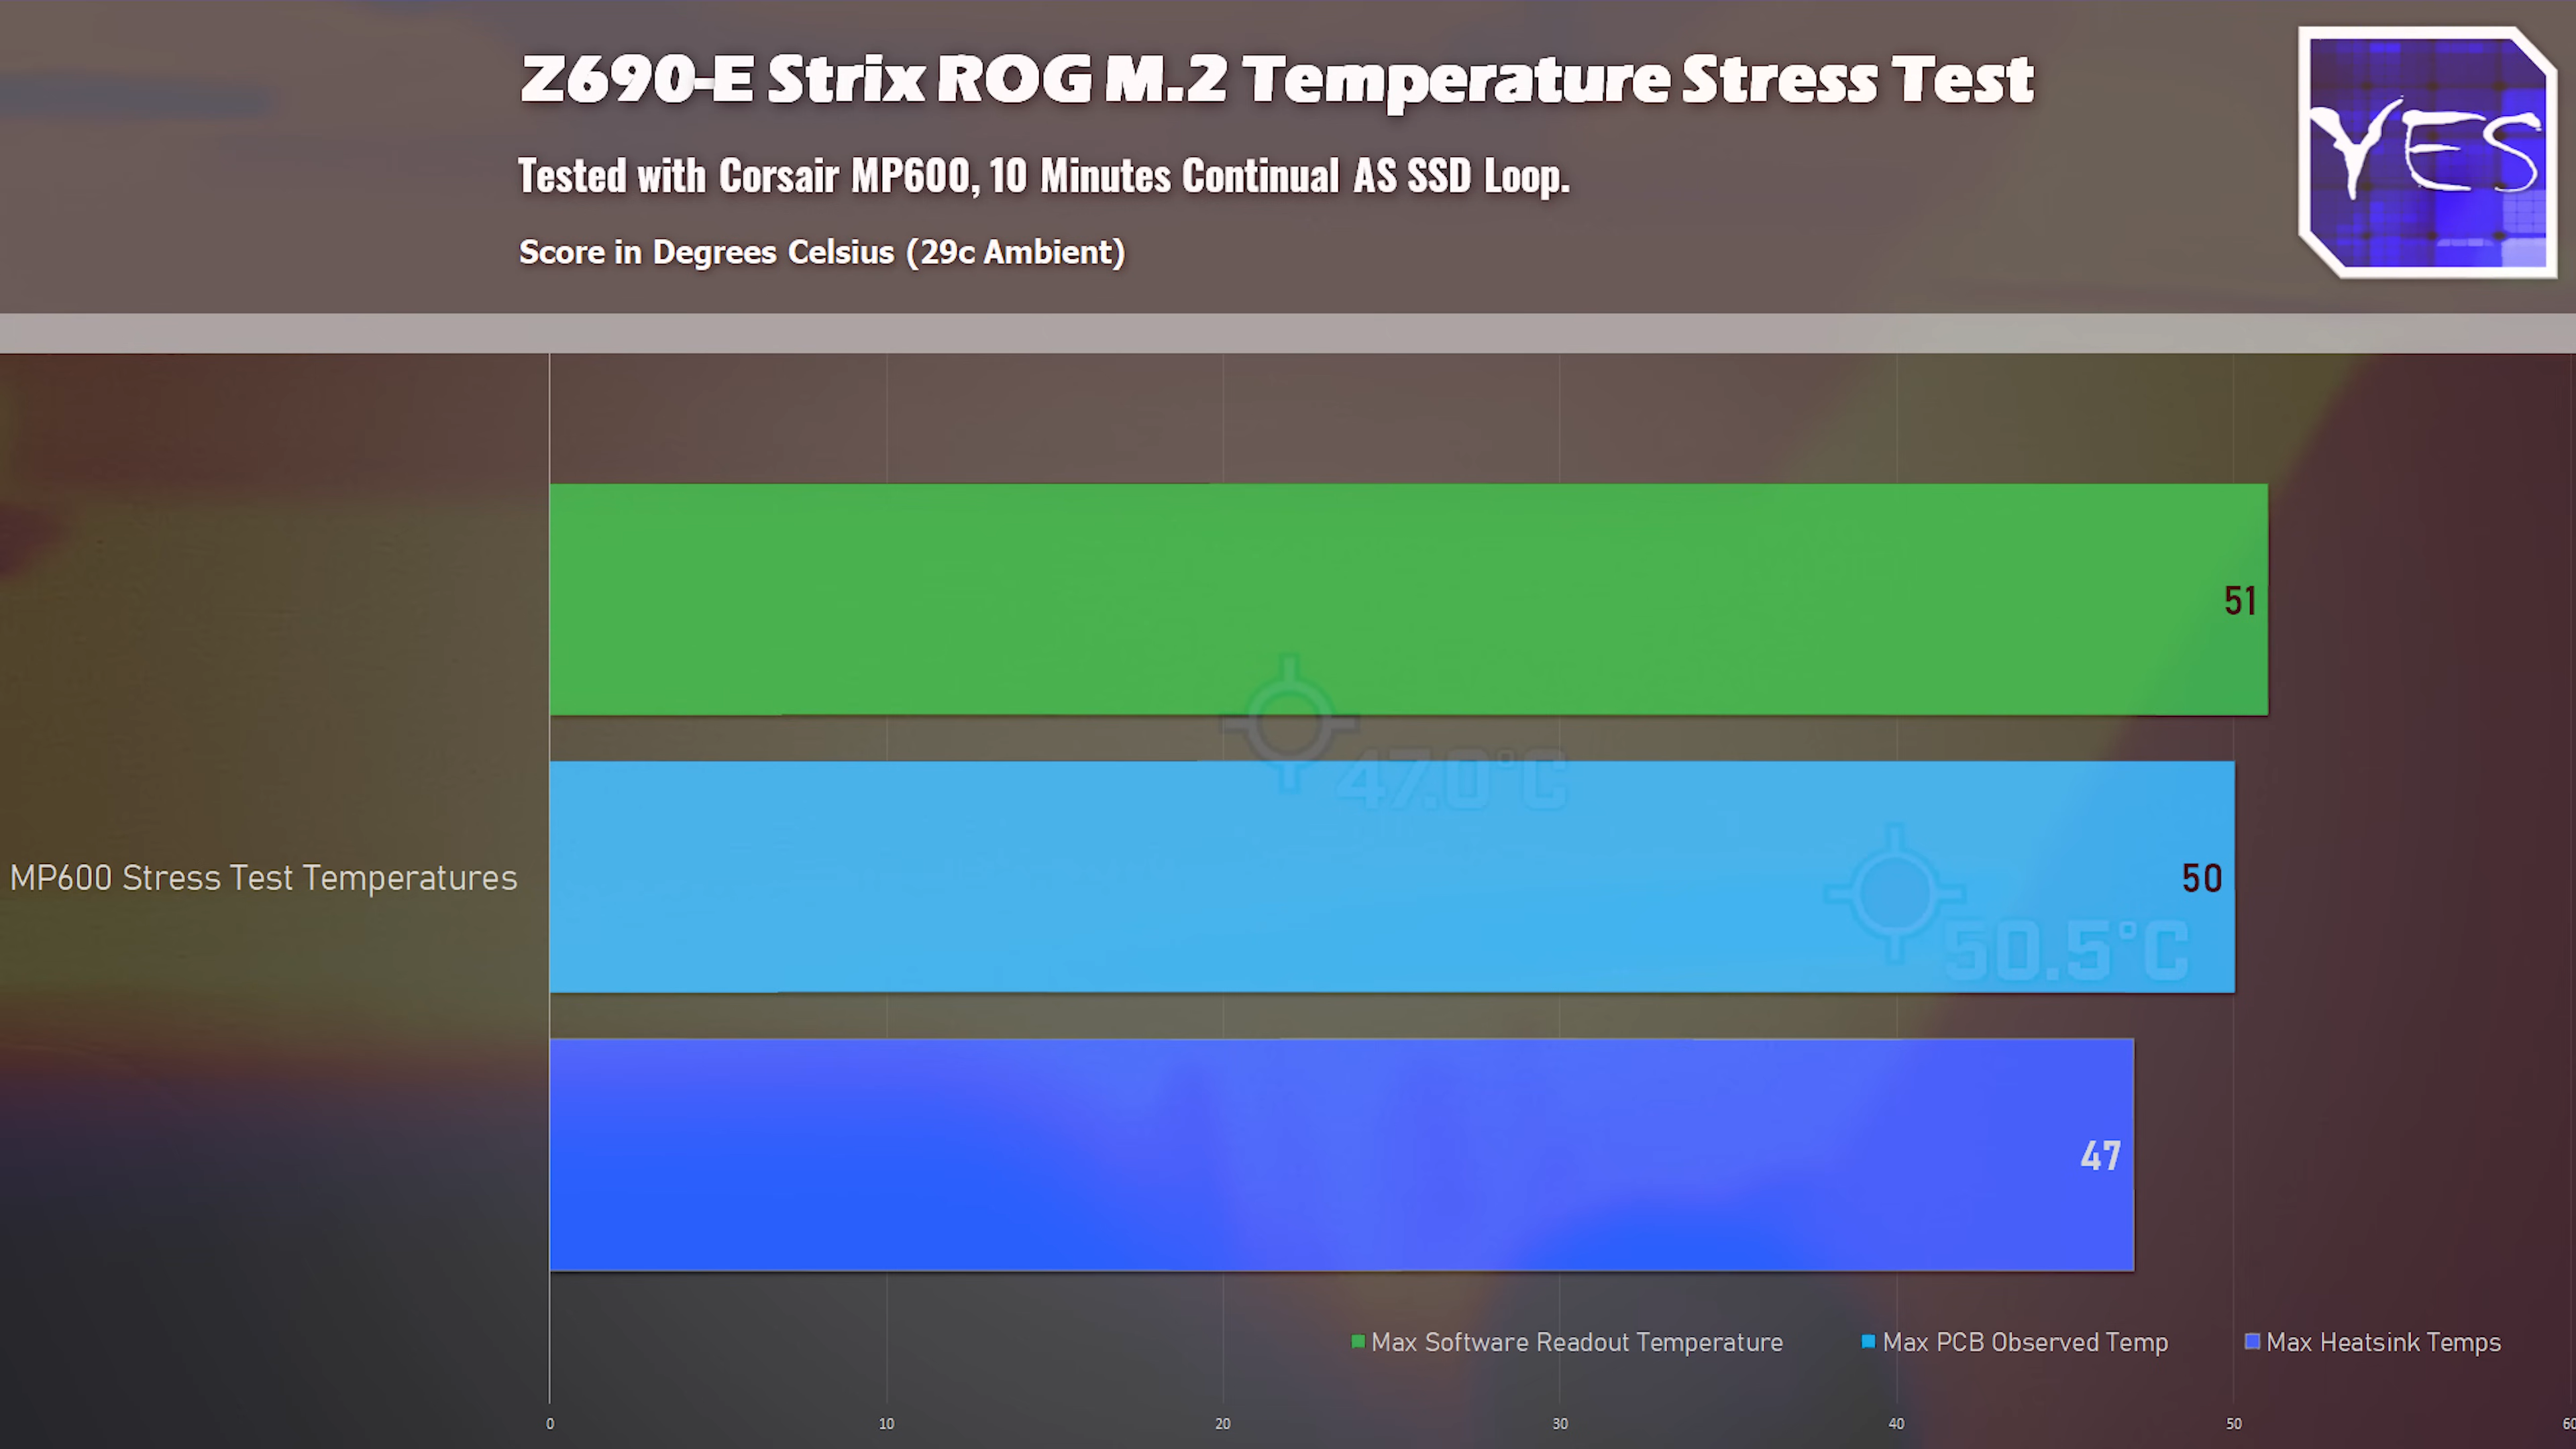 Z690-E Strix ROG M.2 Temperature Stress Test
YES
Tested with Corsair MP600, 10 Minutes Continual AS SSD Loop.
Score in Degrees Celsius (29c Ambient)
51
47.0°C
MP600 Stress Test Temperatures
50
50.5°C
47
Max Software Readout Temperature Max PCB Observed Temp Max Heatsink Temps
0 10 20 30 40 50 60